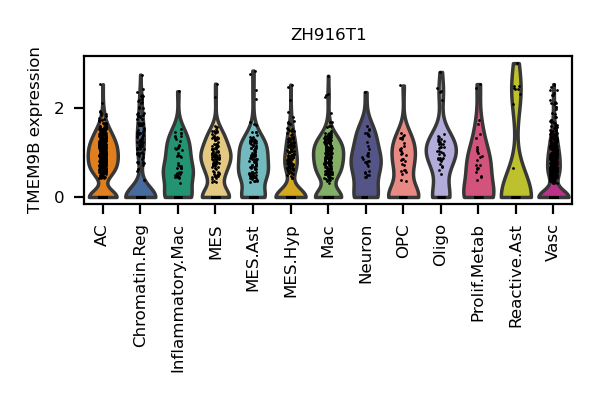 ZH916T1
TMEM9B expression
2
0
AC
Chromatin.Reg
Inflammatory.Mac
MES
MES.Ast
MES.Hyp
Mac
Neuron
OPC
Oligo
Prolif.Metab
Reactive.Ast
Vasc